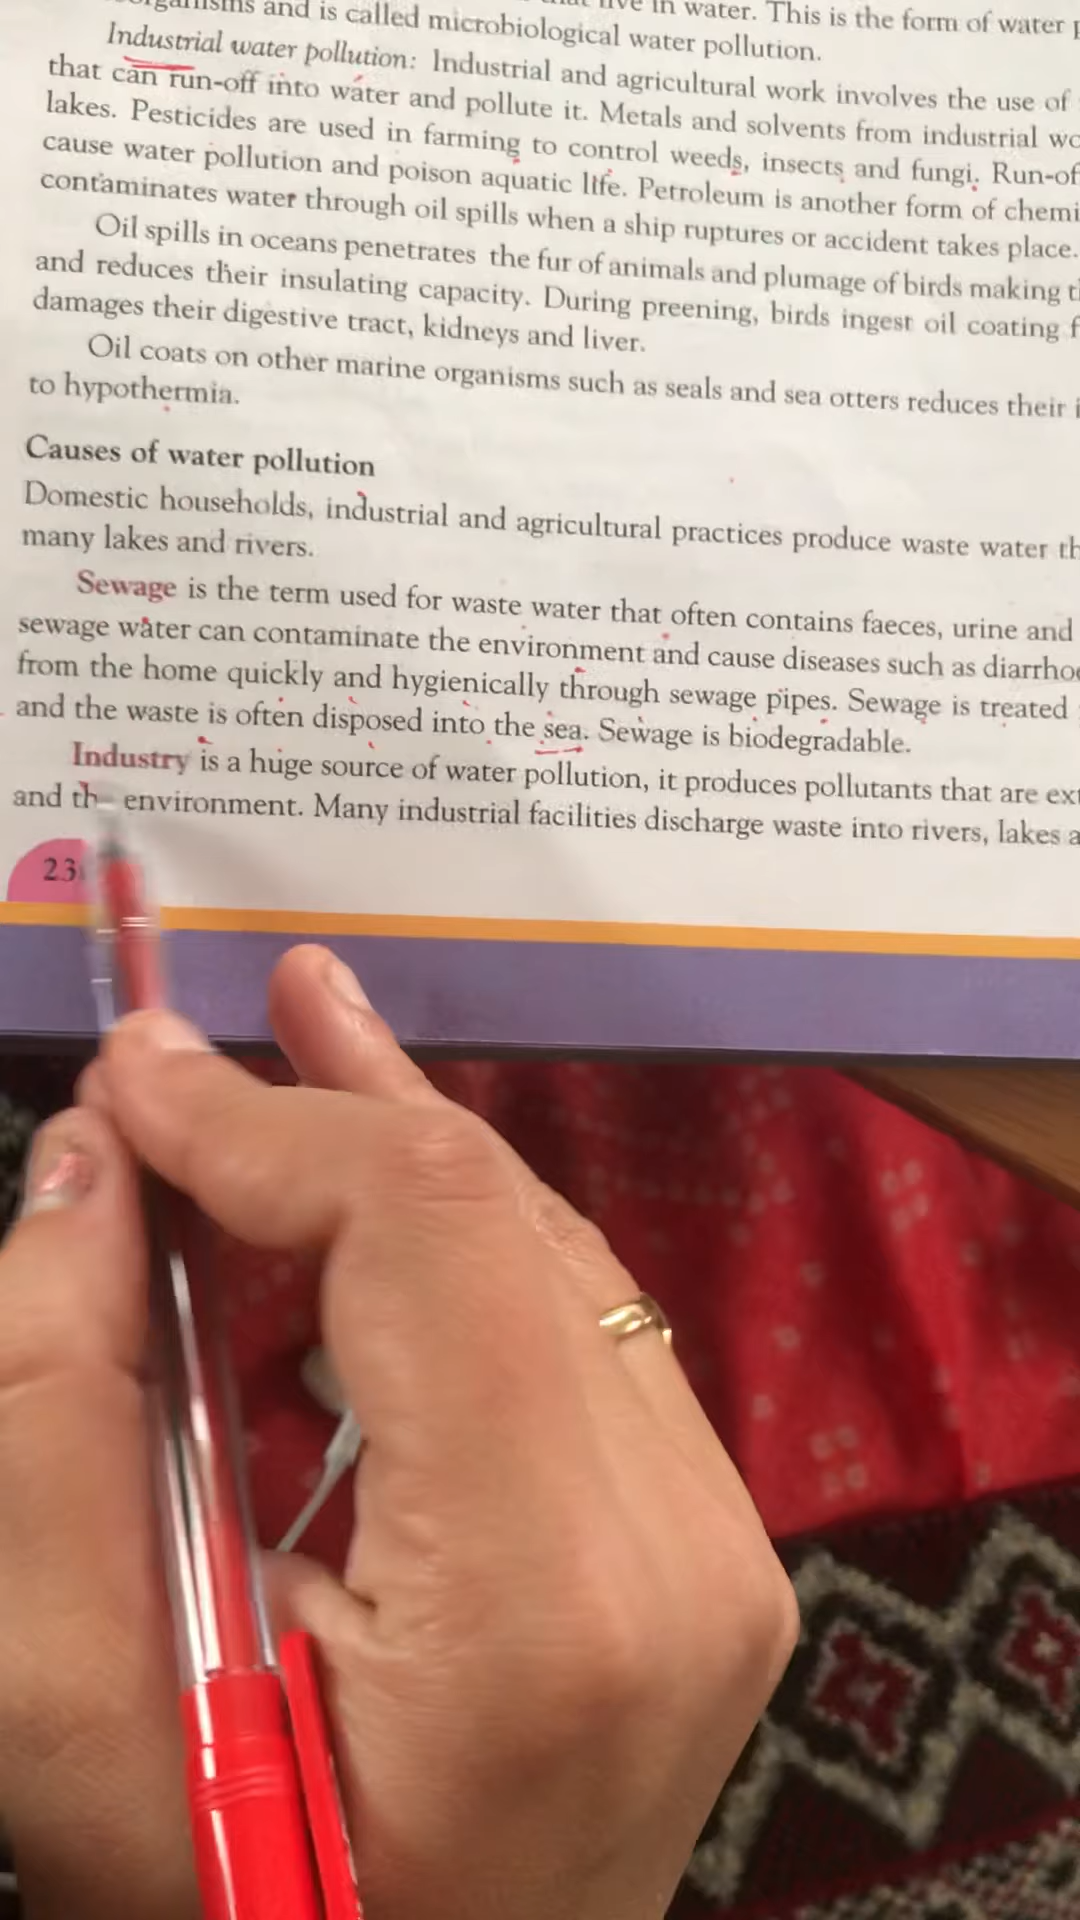 and is called microbiological water pollution.
live in water. This is the form of water
Industrial water pollution: Industrial and agricultural work involves the use of
that can run-off into water and pollute it. Metals and solvents from industrial
lakes. Pesticides are used in farming to control weeds, insects and fungi.
cause water pollution and poison aquatic life. Petroleum is another form of
contaminates water through oil spills when a ship ruptures or accident takes place.
Oil spills in oceans penetrates the fur of animals and plumage of birds making
and reduces their insulating capacity. During preening, birds ingest oil coating
damages their digestive tract, kidneys and liver.
Oil coats on other marine organisms such as seals and sea otters reduces their
to hypothermia.
Causes of water pollution
Domestic households, industrial and agricultural practices produce waste water
many lakes and rivers.
Sewage is the term used for waste water that often contains faeces, urine and
sewage water can contaminate the environment and cause diseases such as
from the home quickly and hygienically through sewage pipes. Sewage is treated
and the waste is often disposed into the sea. Sewage is biodegradable.
Industry is a huge source of water pollution, it produces pollutants that are
and environment. Many industrial facilities discharge waste into rivers, lakes